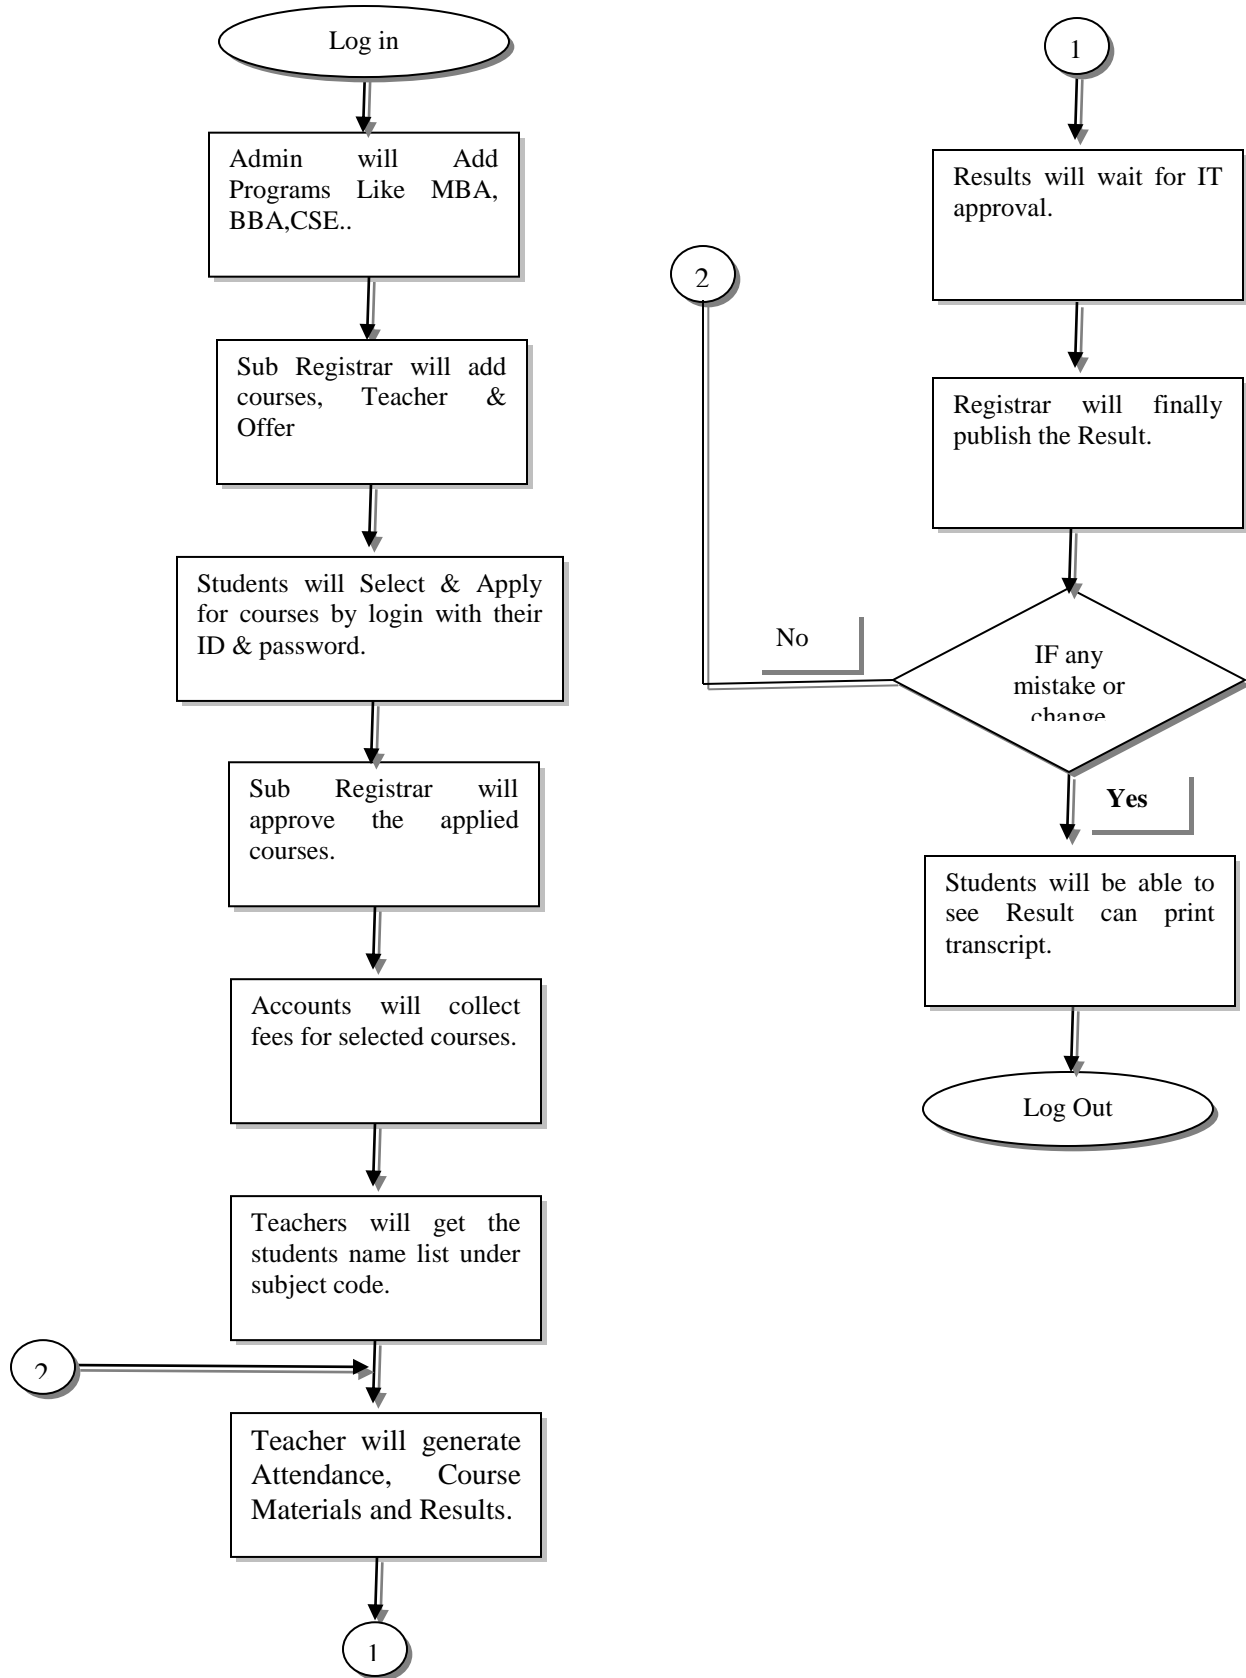 Log in
Admin will Add
Programs Like MBA,
BBA,CSE..
Sub Registrar will add
courses, Teacher &
Offer
Students will Select & Apply
for courses by login with their
ID & password.
Sub Registrar will
approve the applied
courses.
Accounts will collect
fees for selected courses.
Teachers will get the
students name list under
subject code.
2
Teacher will generate
Attendance, Course
Materials and Results.
1
1
Results will wait for IT
approval.
2
Registrar will finally
publish the Result.
No
IF any
mistake or
change
Yes
Students will be able to
see Result can print
transcript.
Log Out